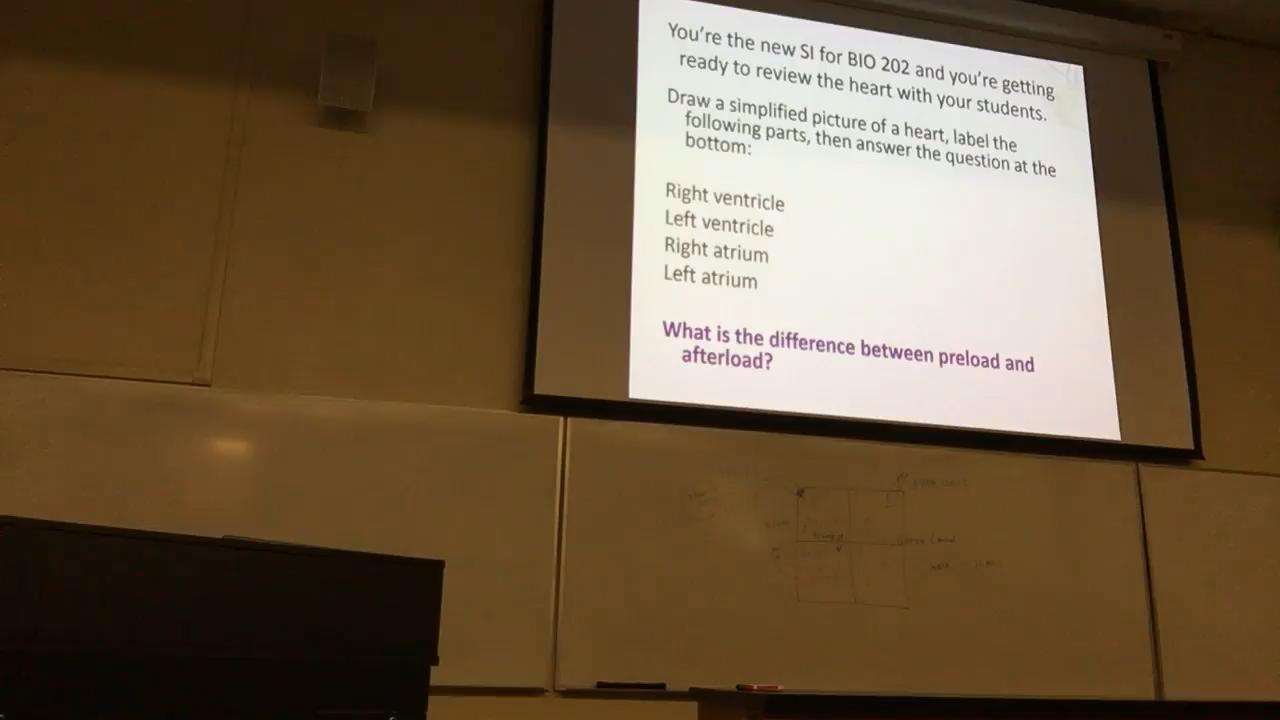 You're the new SI for BIO 202 and you're getting
ready to review the heart with your students.
Draw a simplified picture of a heart, label the
following parts, then answer the question at the
bottom:
Right ventricle
Left ventricle
Right atrium
Left atrium
What is the difference between preload and
afterload?